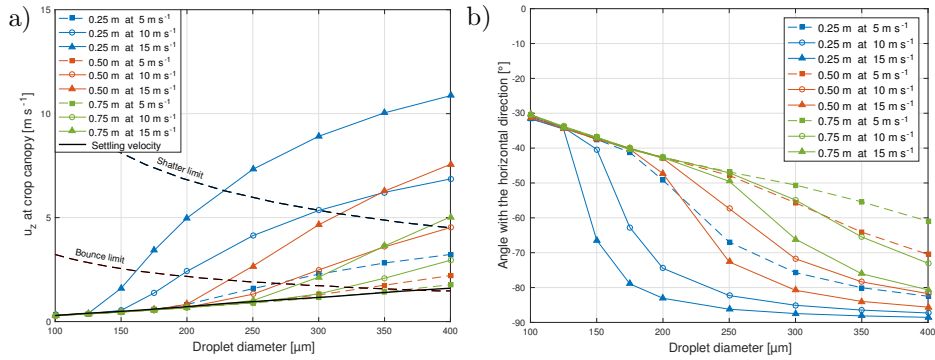 a)
15
10
5
0
u_z at crop canopy [m s⁻¹]
0.25 m at 5 m s⁻¹
0.25 m at 10 m s⁻¹
0.25 m at 15 m s⁻¹
0.50 m at 5 m s⁻¹
0.50 m at 10 m s⁻¹
0.50 m at 15 m s⁻¹
0.75 m at 5 m s⁻¹
0.75 m at 10 m s⁻¹
0.75 m at 15 m s⁻¹
Settling velocity
Shatter limit
Bounce limit
100 150 200 250 300 350 400
Droplet diameter [µm]
b)
0
-10
-20
-30
-40
-50
-60
-70
-80
-90
Angle with the horizontal direction [°]
0.25 m at 5 m s⁻¹
0.25 m at 10 m s⁻¹
0.25 m at 15 m s⁻¹
0.50 m at 5 m s⁻¹
0.50 m at 10 m s⁻¹
0.50 m at 15 m s⁻¹
0.75 m at 5 m s⁻¹
0.75 m at 10 m s⁻¹
0.75 m at 15 m s⁻¹
100 150 200 250 300 350 400
Droplet diameter [µm]